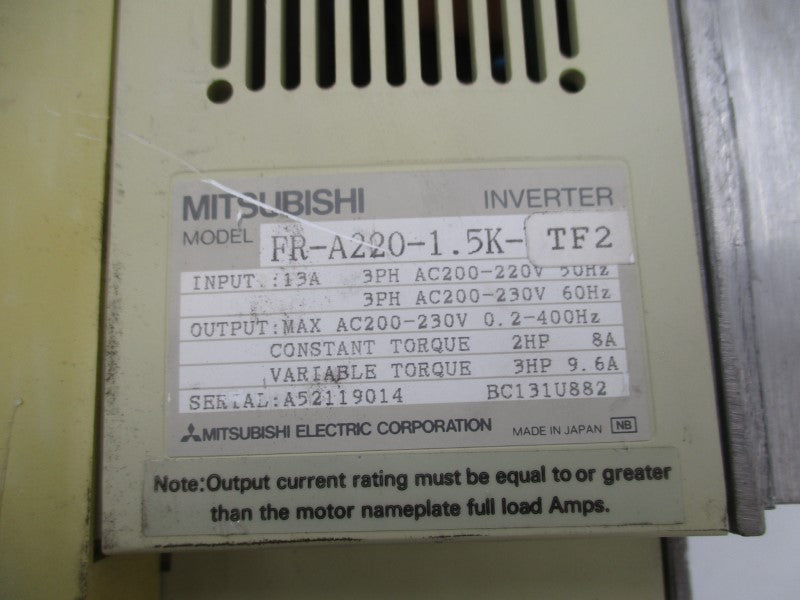 MITSUBISHI INVERTER
MODEL FR-A220-1.5K- TF2
INPUT :13A 3PH AC200-220V 50Hz
3PH AC200-230V 60Hz
OUTPUT:MAX AC200-230V 0.2-400Hz
CONSTANT TORQUE 2HP 8A
VARIABLE TORQUE 3HP 9.6A
SERIAL:A52119014 BC131U882
MITSUBISHI ELECTRIC CORPORATION MADE IN JAPAN NB
Note:Output current rating must be equal to or greater
than the motor nameplate full load Amps.